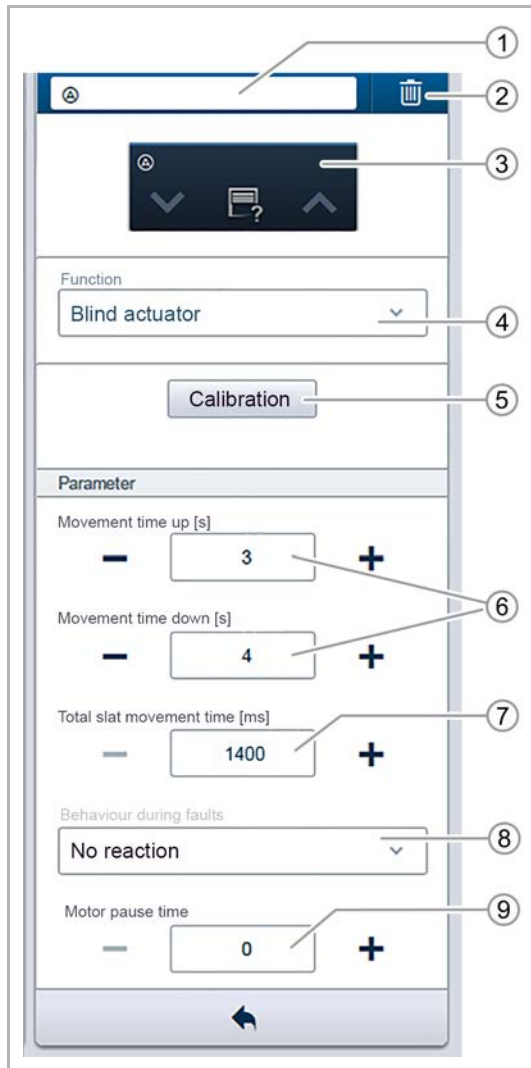 1
A
2
A
3
?
Function
Blind actuator
4
Calibration
5
Parameter
Movement time up [s]
− 3 +
6
Movement time down [s]
− 4 +
Total slat movement time [ms]
7
− 1400 +
Behaviour during faults
No reaction
8
Motor pause time
9
− 0 +